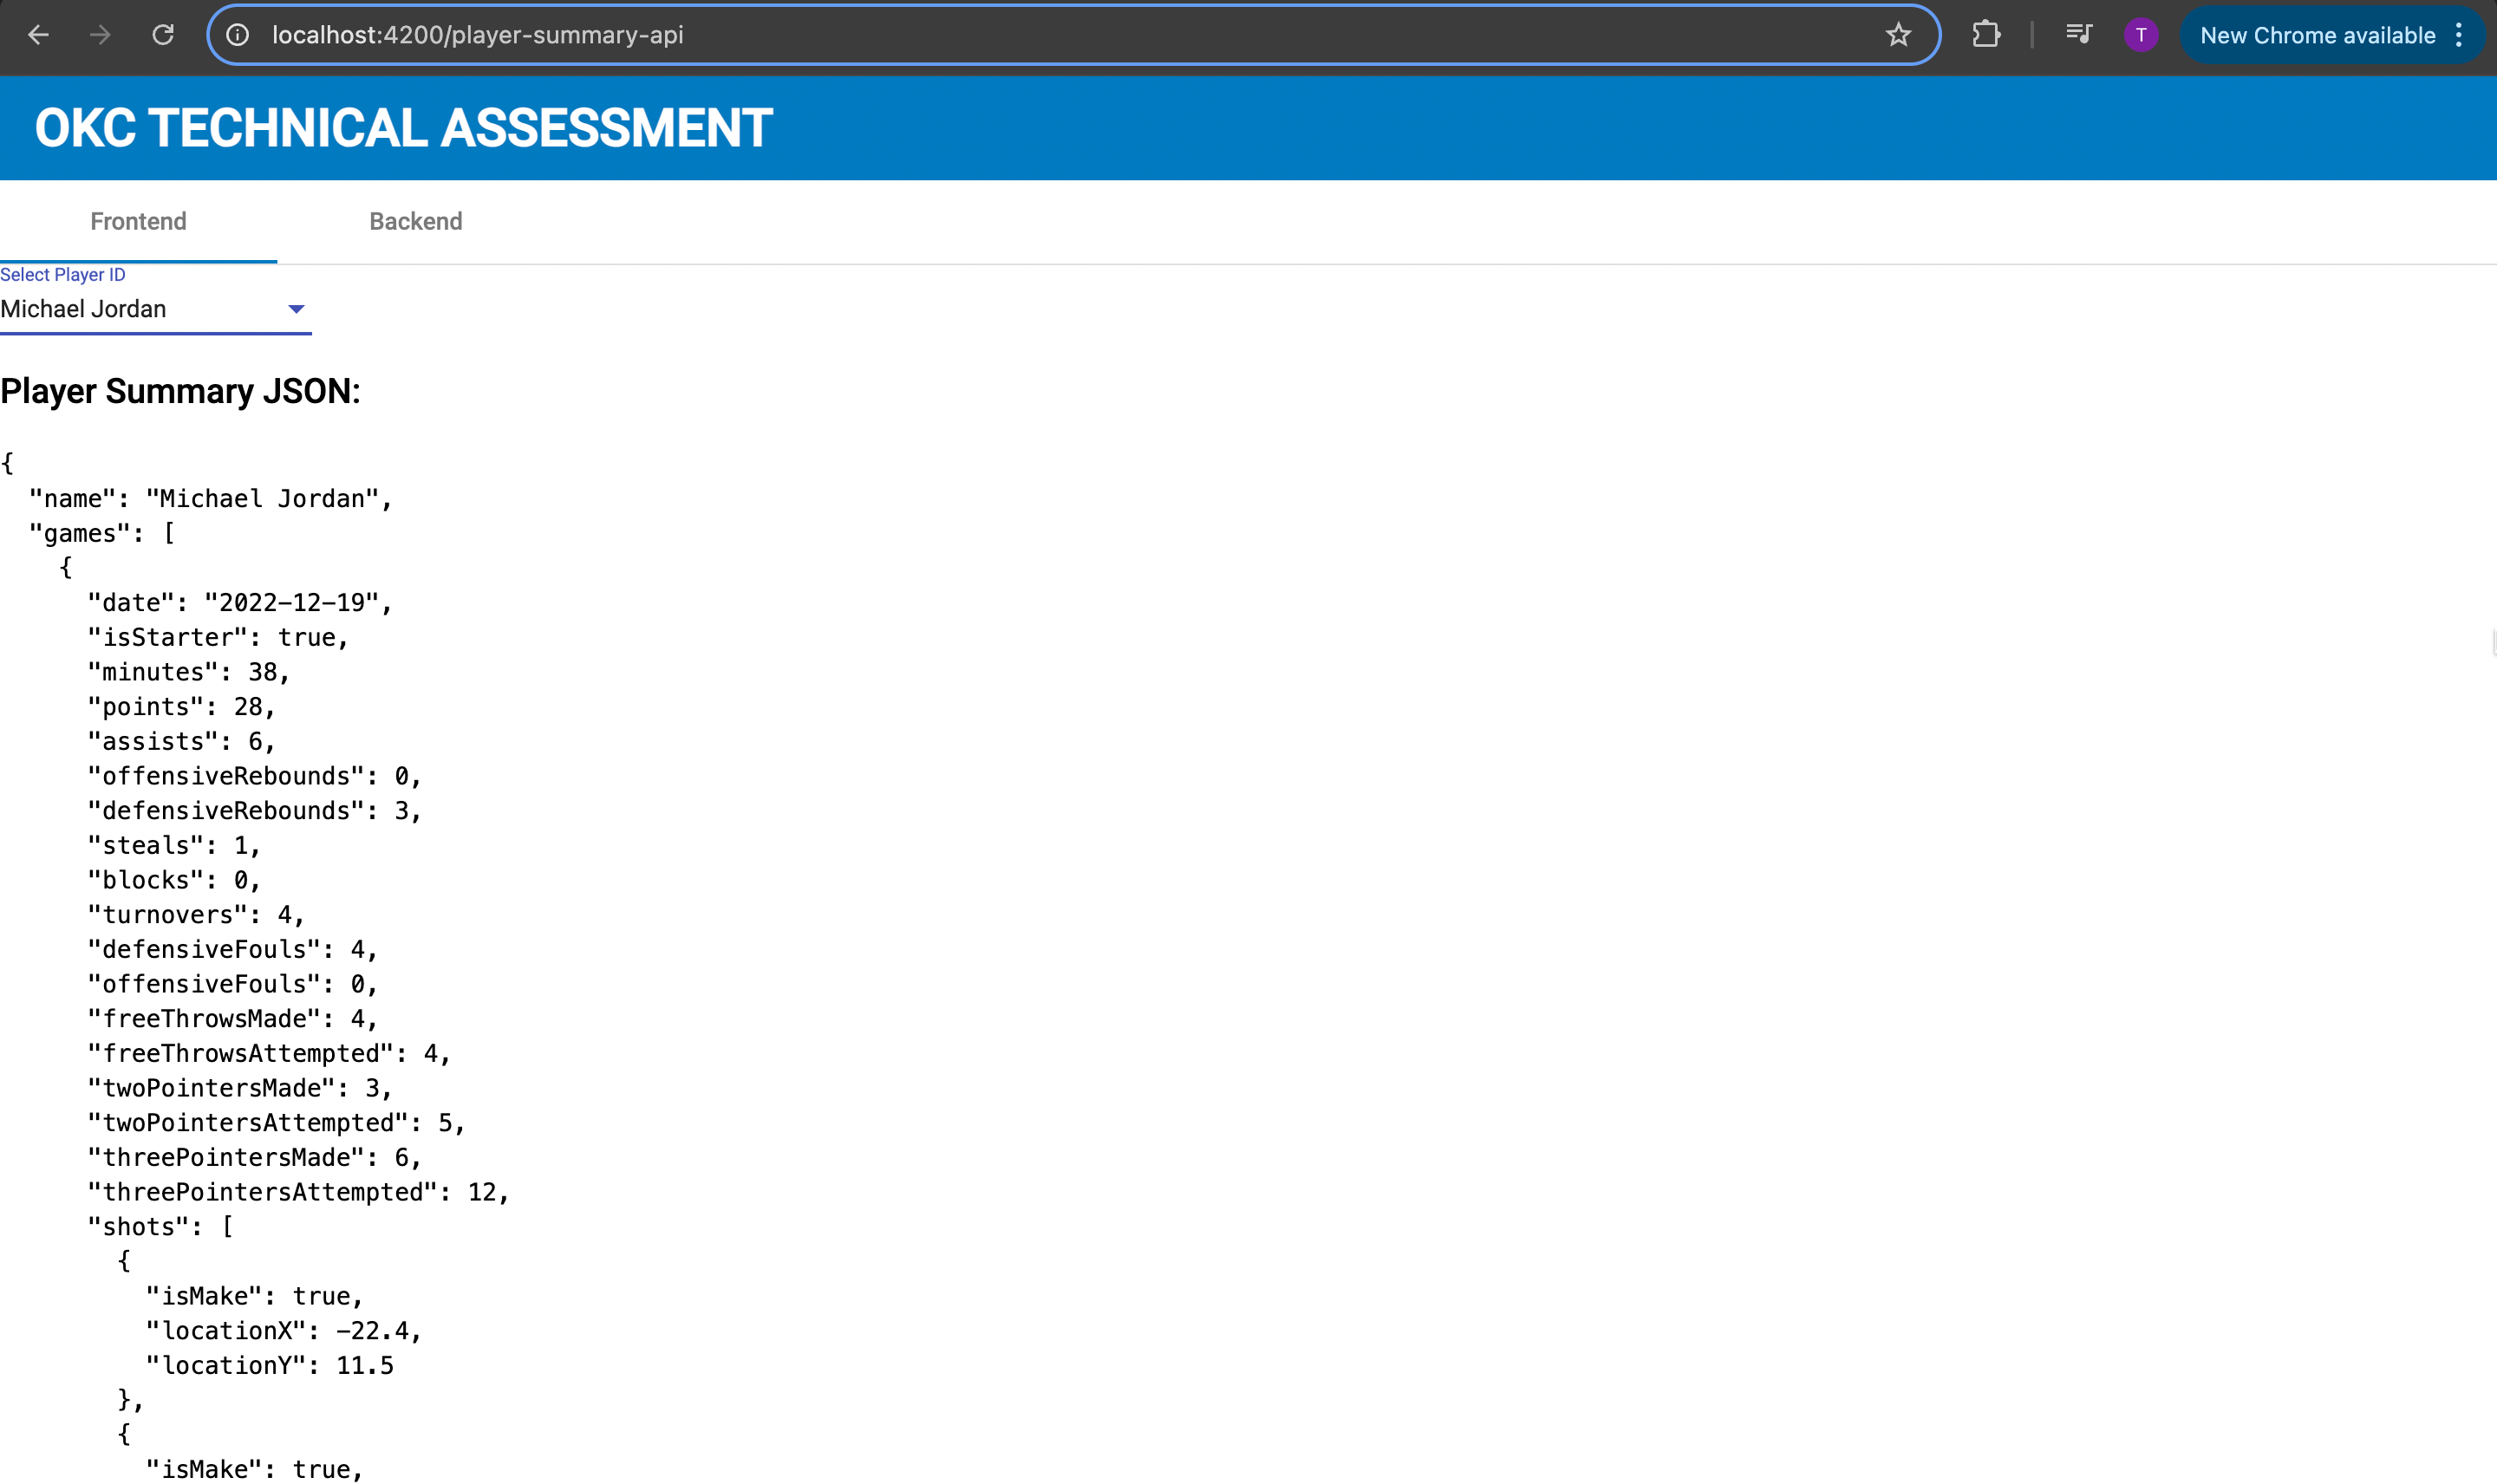 localhost:4200/player-summary-api
T
New Chrome available
OKC TECHNICAL ASSESSMENT
Frontend
Backend
Select Player ID
Michael Jordan
Player Summary JSON:
{
  "name": "Michael Jordan",
  "games": [
    {
      "date": "2022-12-19",
      "isStarter": true,
      "minutes": 38,
      "points": 28,
      "assists": 6,
      "offensiveRebounds": 0,
      "defensiveRebounds": 3,
      "steals": 1,
      "blocks": 0,
      "turnovers": 4,
      "defensiveFouls": 4,
      "offensiveFouls": 0,
      "freeThrowsMade": 4,
      "freeThrowsAttempted": 4,
      "twoPointersMade": 3,
      "twoPointersAttempted": 5,
      "threePointersMade": 6,
      "threePointersAttempted": 12,
      "shots": [
        {
          "isMake": true,
          "locationX": -22.4,
          "locationY": 11.5
        },
        {
          "isMake": true,